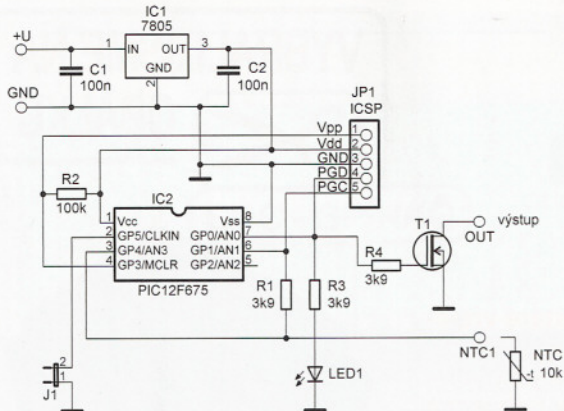 IC1
7805
+U
1
IN
OUT
3
GND
2
C1
100n
C2
100n
GND
JP1
ICSP
Vpp
1
Vdd
2
GND
3
PGD
4
PGC
5
R2
100k
IC2
1
Vcc
Vss
8
2
GP5/CLKIN
GP0/AN0
7
3
GP4/AN3
GP1/AN1
6
4
GP3/MCLR
GP2/AN2
5
PIC12F675
T1
výstup
OUT
R4
3k9
R1
3k9
R3
3k9
NTC1
NTC
-t
10k
LED1
2
1
J1